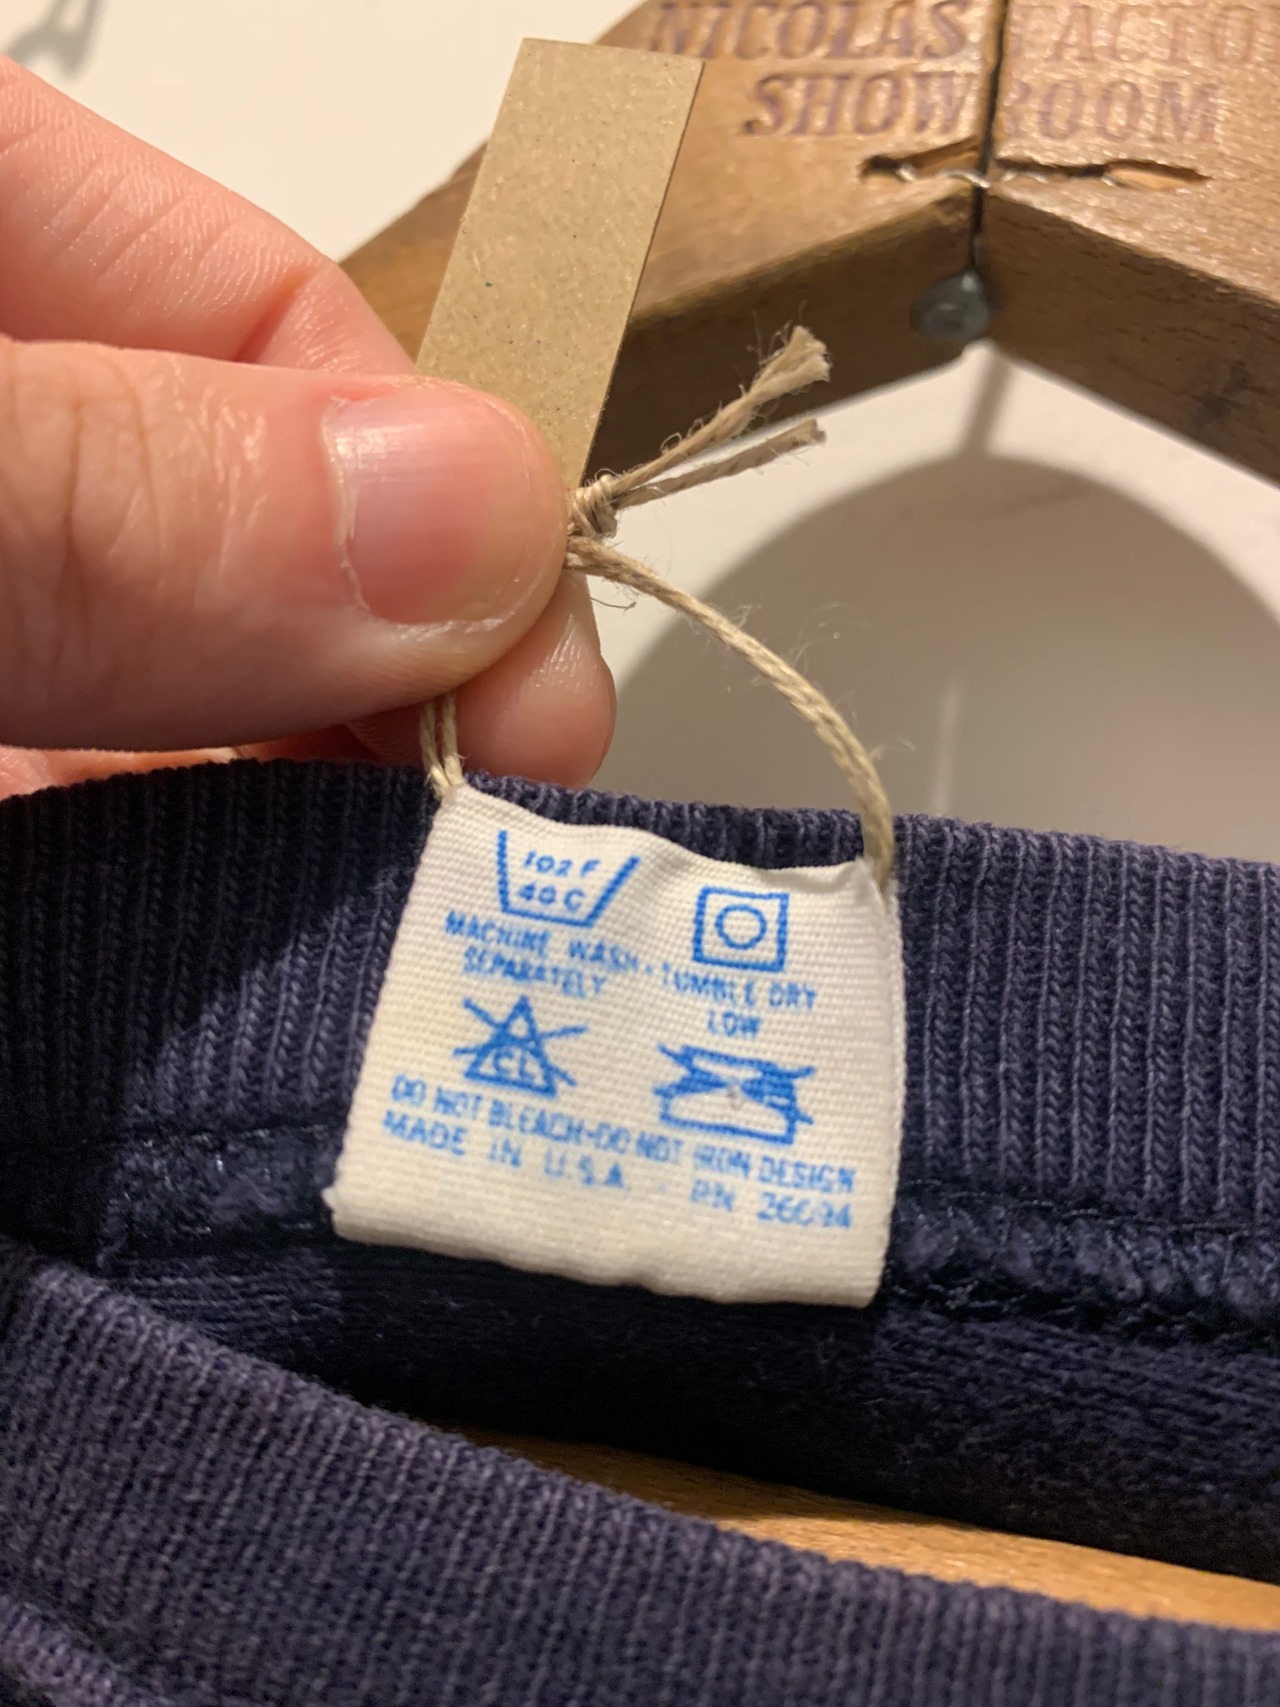 NICOLAS FACTO
SHOWROOM
102 F
40 C
MACHINE WASH - TUMBLE DRY
SEPARATELY LOW
CL
DO NOT BLEACH-DO NOT IRON DESIGN
MADE IN U.S.A. · RN 26094